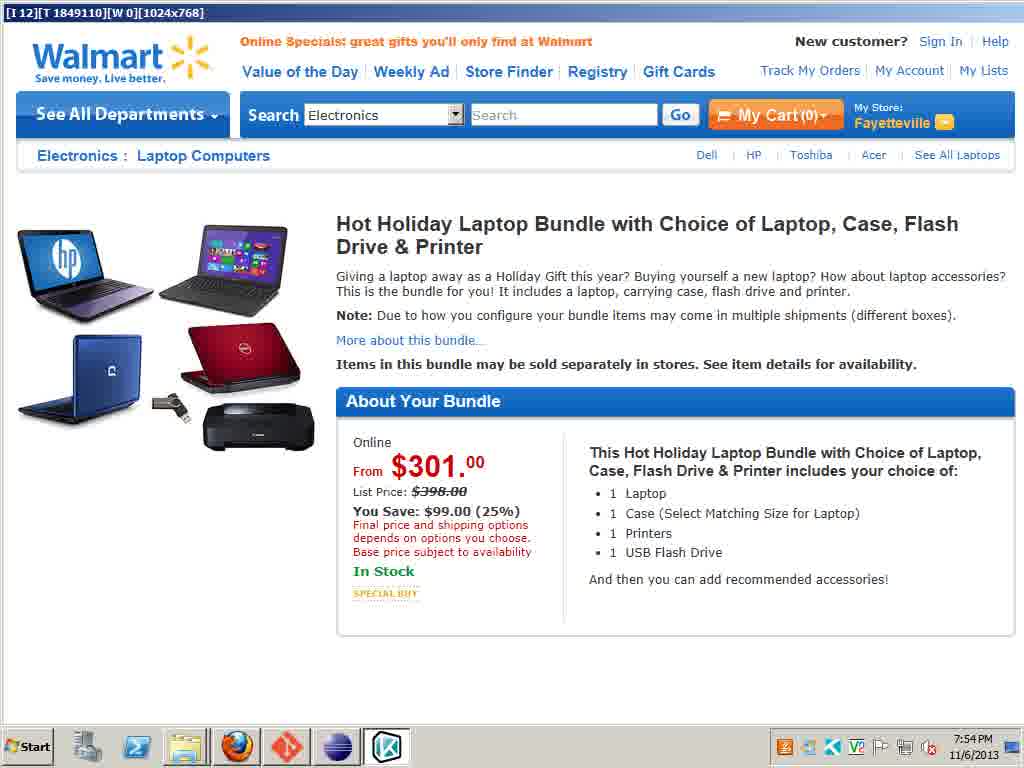 [I 12][T 1849110][W 0][1024x768]
Walmart
Save money. Live better.
Online Specials: great gifts you'll only find at Walmart
New customer? Sign In Help
Value of the Day Weekly Ad Store Finder Registry Gift Cards
Track My Orders My Account My Lists
See All Departments
Search Electronics Search Go
My Cart (0)
My Store:
Fayetteville
Electronics : Laptop Computers
Dell HP Toshiba Acer See All Laptops
Hot Holiday Laptop Bundle with Choice of Laptop, Case, Flash
Drive & Printer
Giving a laptop away as a Holiday Gift this year? Buying yourself a new laptop? How about laptop accessories?
This is the bundle for you! It includes a laptop, carrying case, flash drive and printer.
Note: Due to how you configure your bundle items may come in multiple shipments (different boxes).
More about this bundle...
Items in this bundle may be sold separately in stores. See item details for availability.
hp
About Your Bundle
Online
From $301.00
List Price: $398.00
You Save: $99.00 (25%)
Final price and shipping options
depends on options you choose.
Base price subject to availability
In Stock
SPECIAL BUY
This Hot Holiday Laptop Bundle with Choice of Laptop,
Case, Flash Drive & Printer includes your choice of:
• 1 Laptop
• 1 Case (Select Matching Size for Laptop)
• 1 Printers
• 1 USB Flash Drive
And then you can add recommended accessories!
Start
7:54 PM
11/6/2013